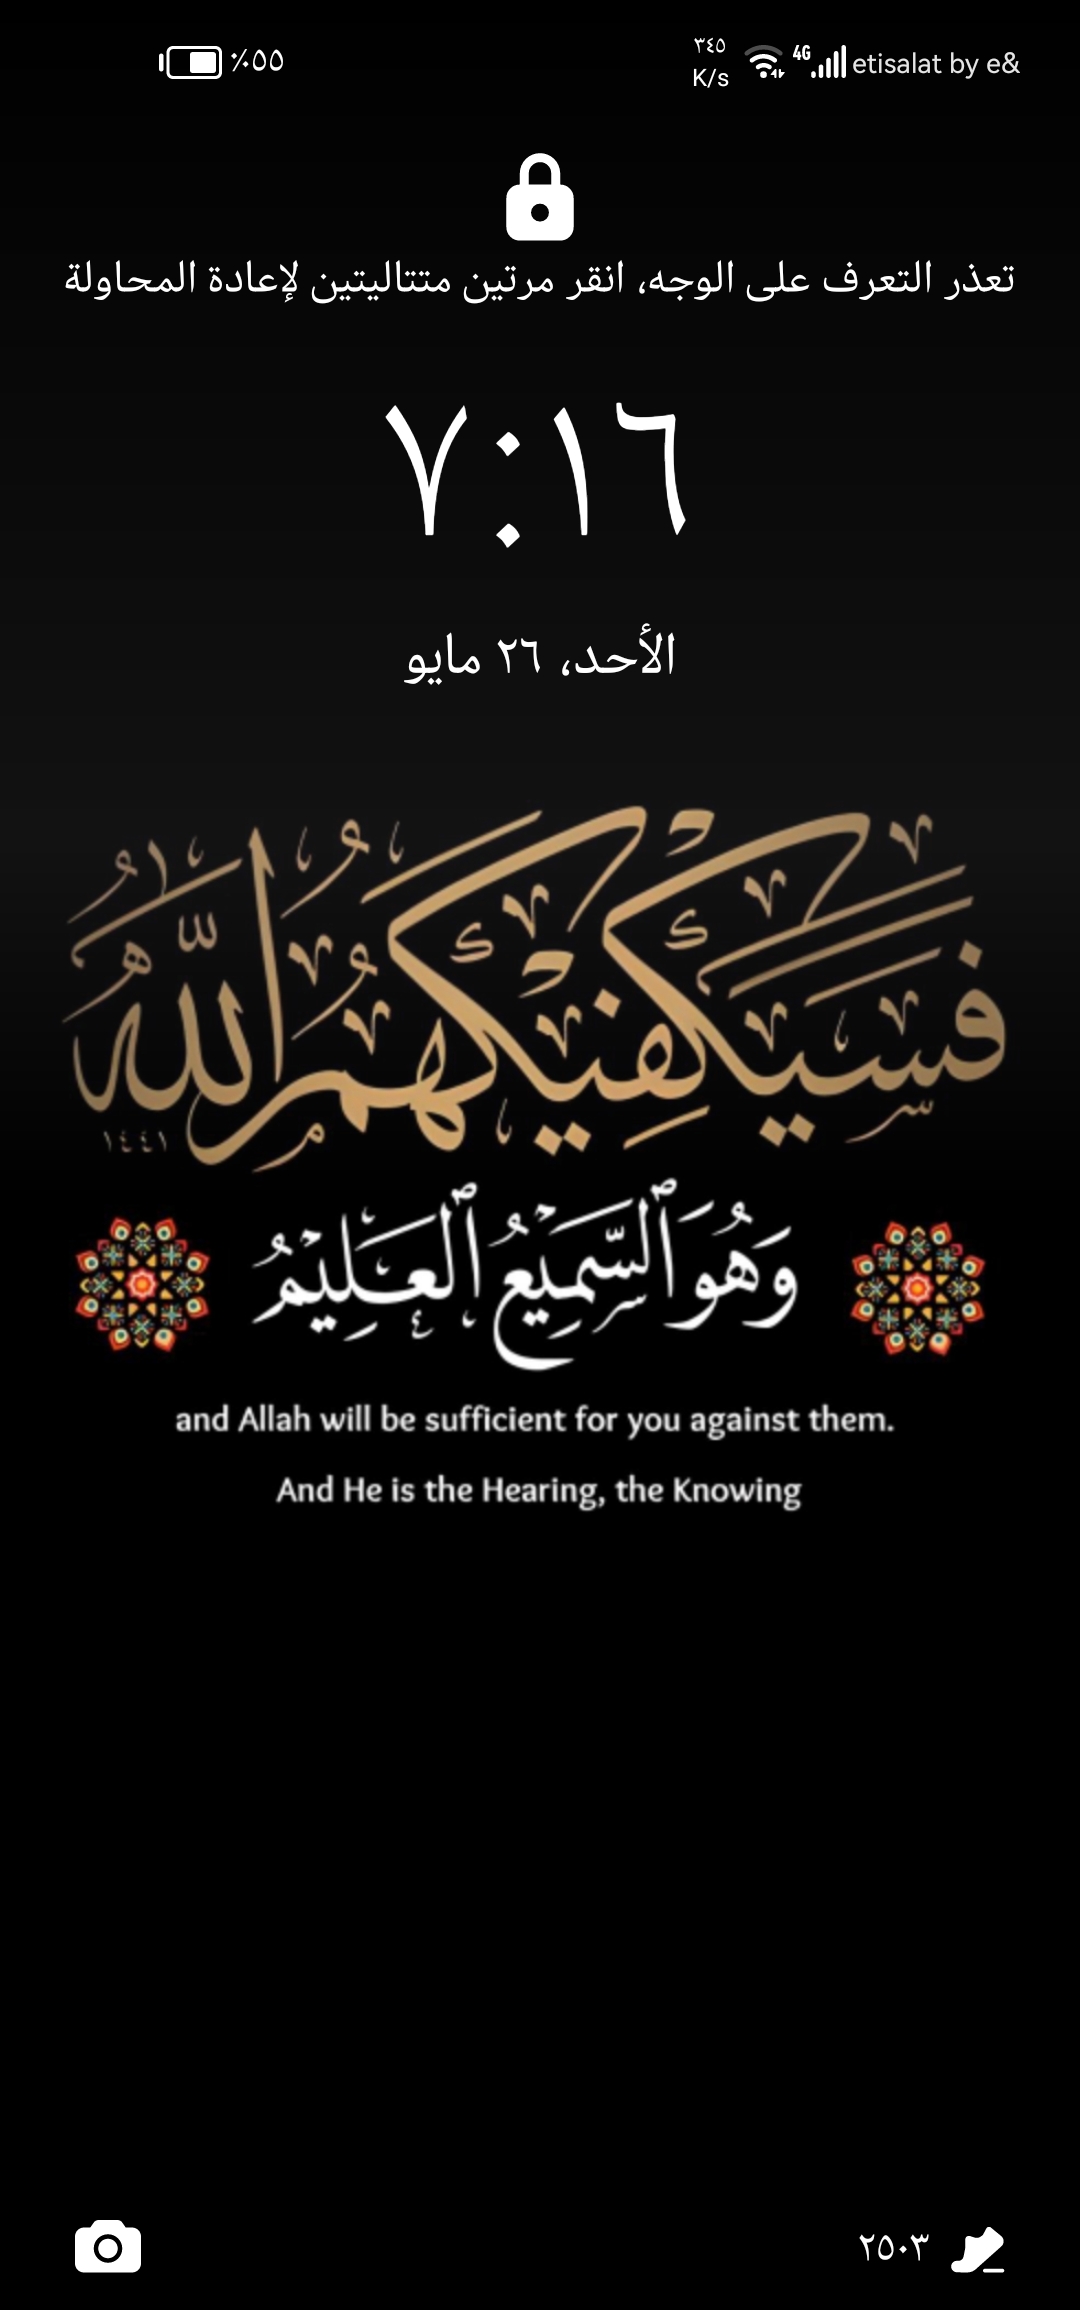 ٪٥٥
٣٤٥ K/s 4G etisalat by e&
تعذر التعرف على الوجه، انقر مرتين متتاليتين لإعادة المحاولة
٧:١٦
الأحد، ٢٦ مايو
فَسَيَكْفِيكَهُمُ اللَّهُ
١٤٤١
وَهُوَ ٱلسَّمِيعُ ٱلْعَلِيمُ
and Allah will be sufficient for you against them.
And He is the Hearing, the Knowing
٢٥٠٣